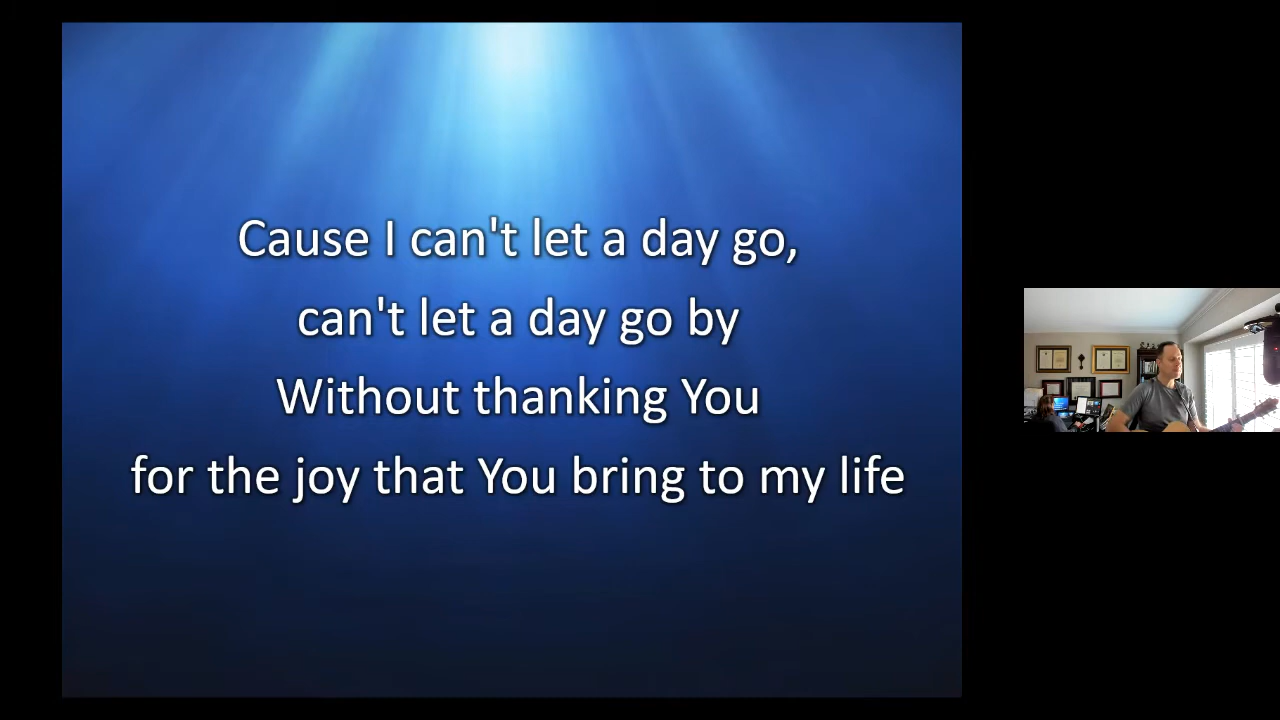 Cause I can't let a day go,
can't let a day go by
Without thanking You
for the joy that You bring to my life